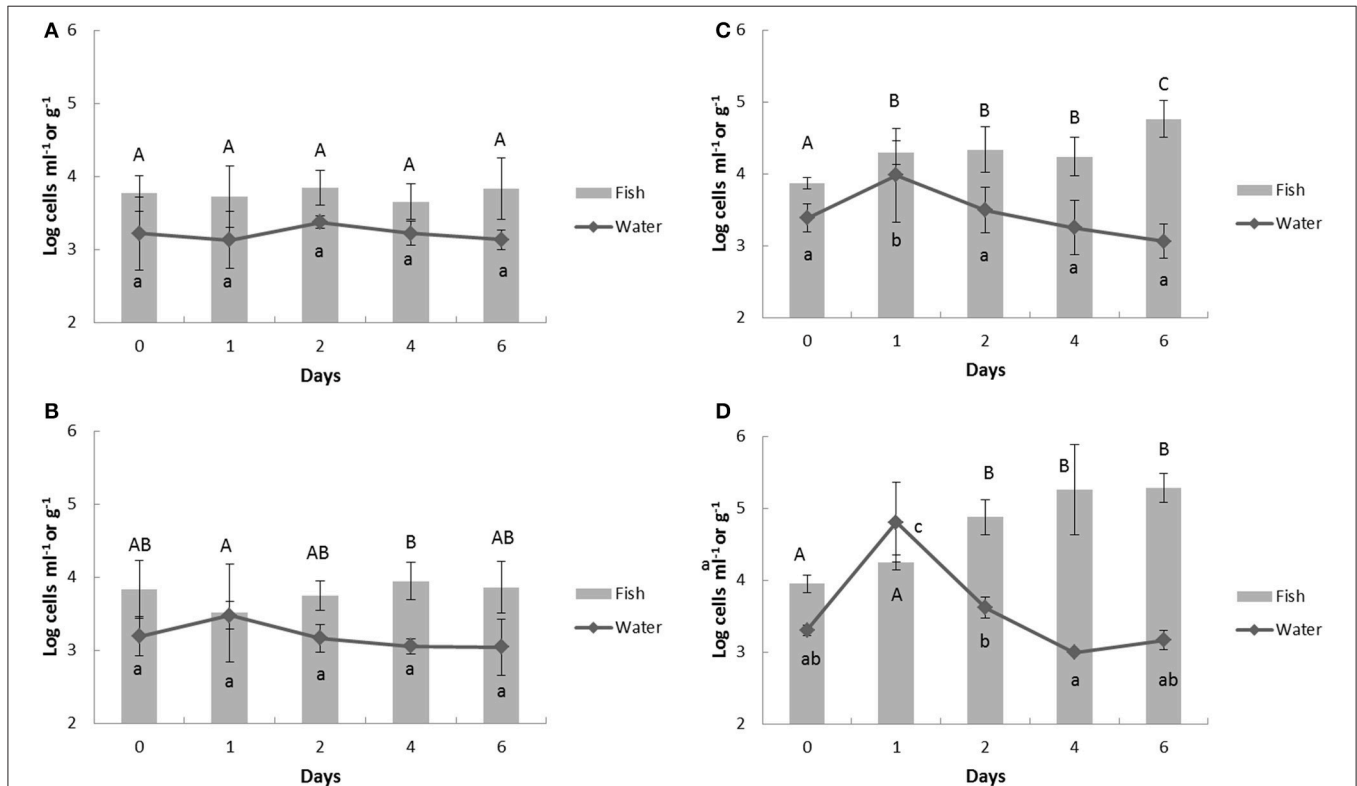 A
6
5
4
3
2
Log cells ml-1 or g-1
A A A A A
a a a a a
0 1 2 4 6
Days
Fish
Water
B
6
5
4
3
2
Log cells ml-1 or g-1
AB A AB B AB
a a a a a
0 1 2 4 6
Days
Fish
Water
C
6
5
4
3
2
Log cells ml-1 or g-1
A B B B C
a b a a a
0 1 2 4 6
Days
Fish
Water
D
6
5
4
3
2
Log cells ml-1 or g-1
a
A A B B B
ab c b a ab
0 1 2 4 6
Days
Fish
Water